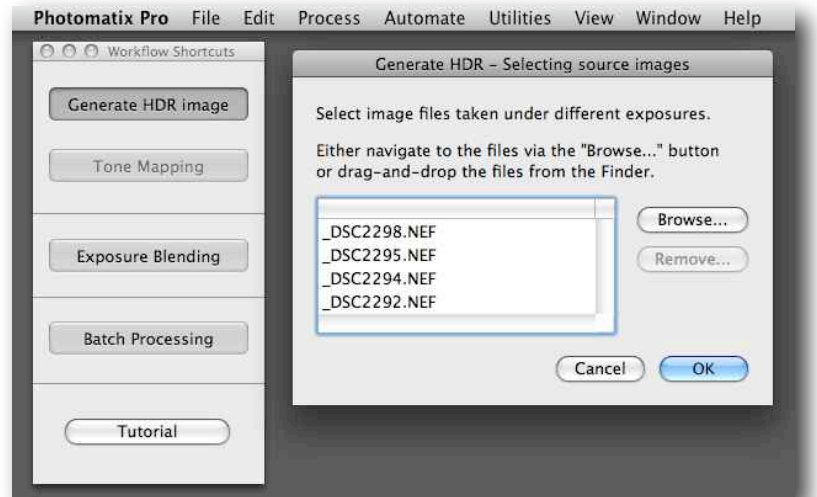 Photomatix Pro File Edit Process Automate Utilities View Window Help
Workflow Shortcuts
Generate HDR image
Tone Mapping
Exposure Blending
Batch Processing
Tutorial
Generate HDR – Selecting source images
Select image files taken under different exposures.
Either navigate to the files via the "Browse..." button
or drag-and-drop the files from the Finder.
_DSC2298.NEF
_DSC2295.NEF
_DSC2294.NEF
_DSC2292.NEF
Browse...
Remove...
Cancel
OK